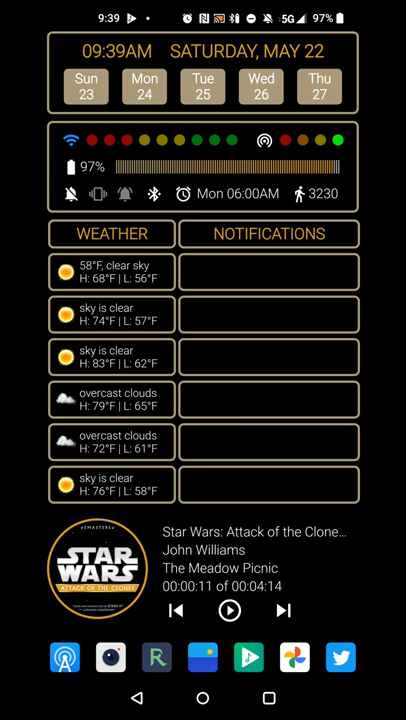 9:39
5G
97%
09:39AM SATURDAY, MAY 22
Sun Mon Tue Wed Thu
23 24 25 26 27
97%
Mon 06:00AM 3230
WEATHER NOTIFICATIONS
58°F, clear sky
H: 68°F | L: 56°F
sky is clear
H: 74°F | L: 57°F
sky is clear
H: 83°F | L: 62°F
overcast clouds
H: 79°F | L: 65°F
overcast clouds
H: 72°F | L: 61°F
sky is clear
H: 76°F | L: 58°F
REMASTERED
STAR
WARS
ATTACK OF THE CLONES
Star Wars: Attack of the Clone...
John Williams
The Meadow Picnic
00:00:11 of 00:04:14
R